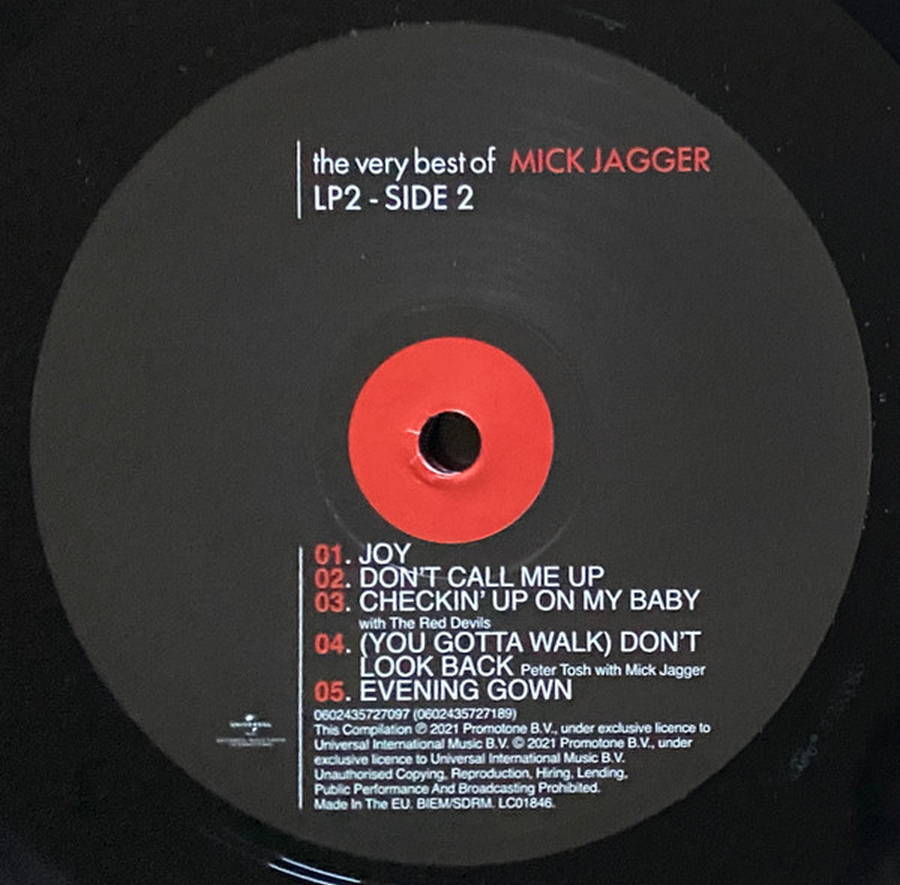 the very best of MICK JAGGER
LP2 - SIDE 2
01. JOY
02. DON'T CALL ME UP
03. CHECKIN' UP ON MY BABY
with The Red Devils
04. (YOU GOTTA WALK) DON'T
LOOK BACK Peter Tosh with Mick Jagger
05. EVENING GOWN
0602435727097 (0602435727189)
This Compilation ℗ 2021 Promotone B.V., under exclusive licence to
Universal International Music B.V. © 2021 Promotone B.V., under
exclusive licence to Universal International Music B.V.
Unauthorised Copying, Reproduction, Hiring, Lending,
Public Performance And Broadcasting Prohibited.
Made In The EU. BIEM/SDRM. LC01846.
UNIVERSAL